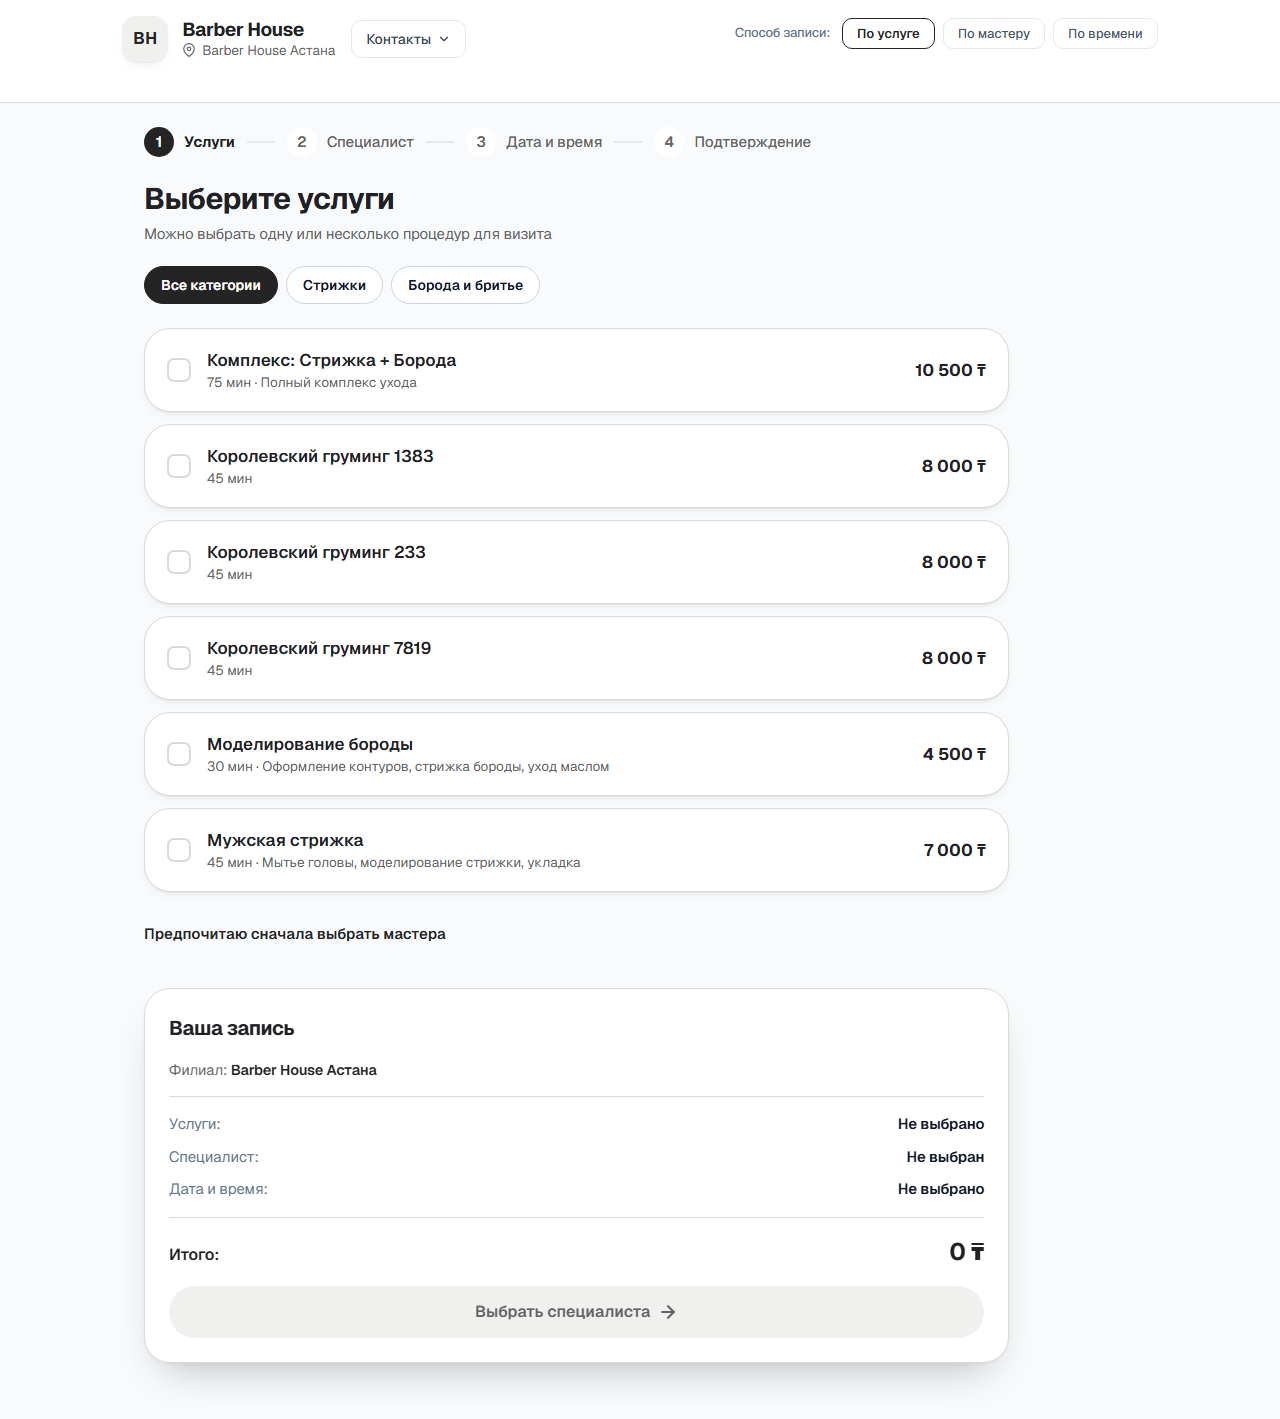 BH
Barber House
Barber House Астана
Контакты
Способ записи:
По услуге
По мастеру
По времени
1 Услуги
2 Специалист
3 Дата и время
4 Подтверждение
Выберите услуги
Можно выбрать одну или несколько процедур для визита
Все категории
Стрижки
Борода и бритье
Комплекс: Стрижка + Борода
75 мин · Полный комплекс ухода
10 500 ₸
Королевский груминг 1383
45 мин
8 000 ₸
Королевский груминг 233
45 мин
8 000 ₸
Королевский груминг 7819
45 мин
8 000 ₸
Моделирование бороды
30 мин · Оформление контуров, стрижка бороды, уход маслом
4 500 ₸
Мужская стрижка
45 мин · Мытье головы, моделирование стрижки, укладка
7 000 ₸
Предпочитаю сначала выбрать мастера
Ваша запись
Филиал: Barber House Астана
Услуги: Не выбрано
Специалист: Не выбран
Дата и время: Не выбрано
Итого: 0 ₸
Выбрать специалиста →